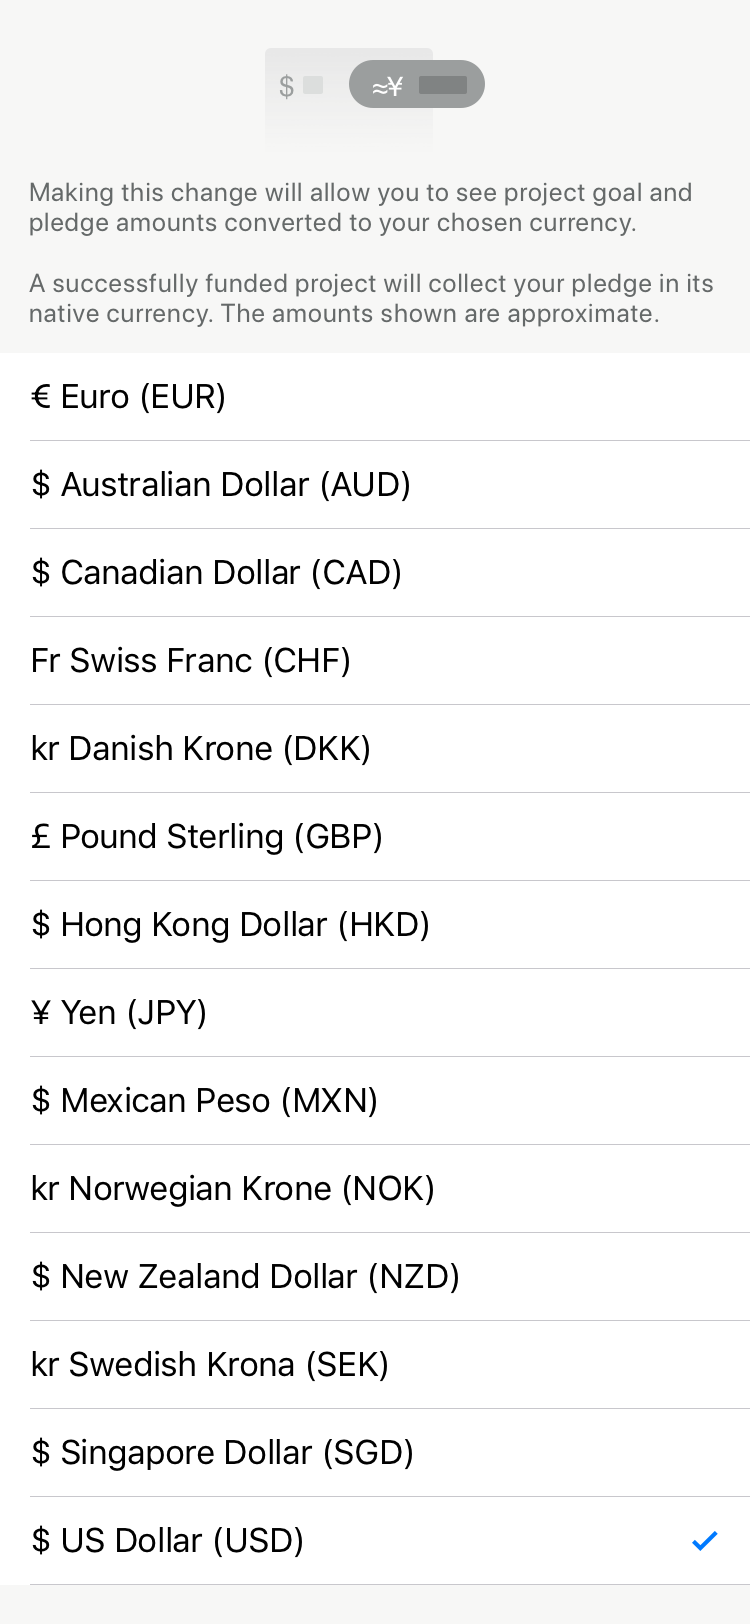 $ ≈¥
Making this change will allow you to see project goal and
pledge amounts converted to your chosen currency.
A successfully funded project will collect your pledge in its
native currency. The amounts shown are approximate.
€ Euro (EUR)
$ Australian Dollar (AUD)
$ Canadian Dollar (CAD)
Fr Swiss Franc (CHF)
kr Danish Krone (DKK)
£ Pound Sterling (GBP)
$ Hong Kong Dollar (HKD)
¥ Yen (JPY)
$ Mexican Peso (MXN)
kr Norwegian Krone (NOK)
$ New Zealand Dollar (NZD)
kr Swedish Krona (SEK)
$ Singapore Dollar (SGD)
$ US Dollar (USD)